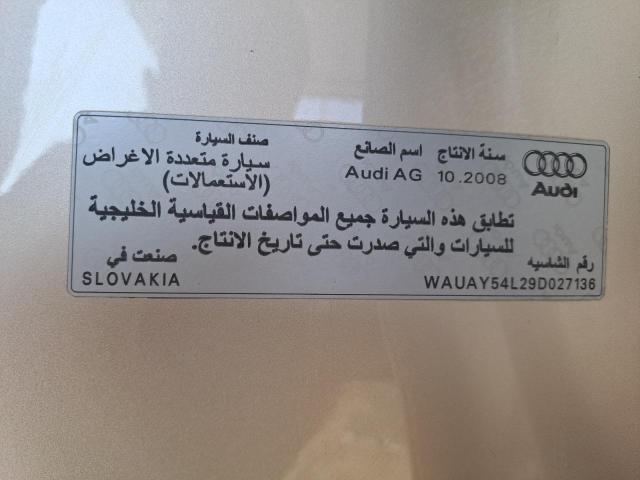 سنة الانتاج اسم الصانع صنف السيارة
10.2008 Audi AG سيارة متعددة الاغراض
Audi (الاستعمالات)
تطابق هذه السيارة جميع المواصفات القياسية الخليجية
للسيارات والتي صدرت حتى تاريخ الانتاج.
رقم الشاسيه صنعت في
WAUAY54L29D027136 SLOVAKIA